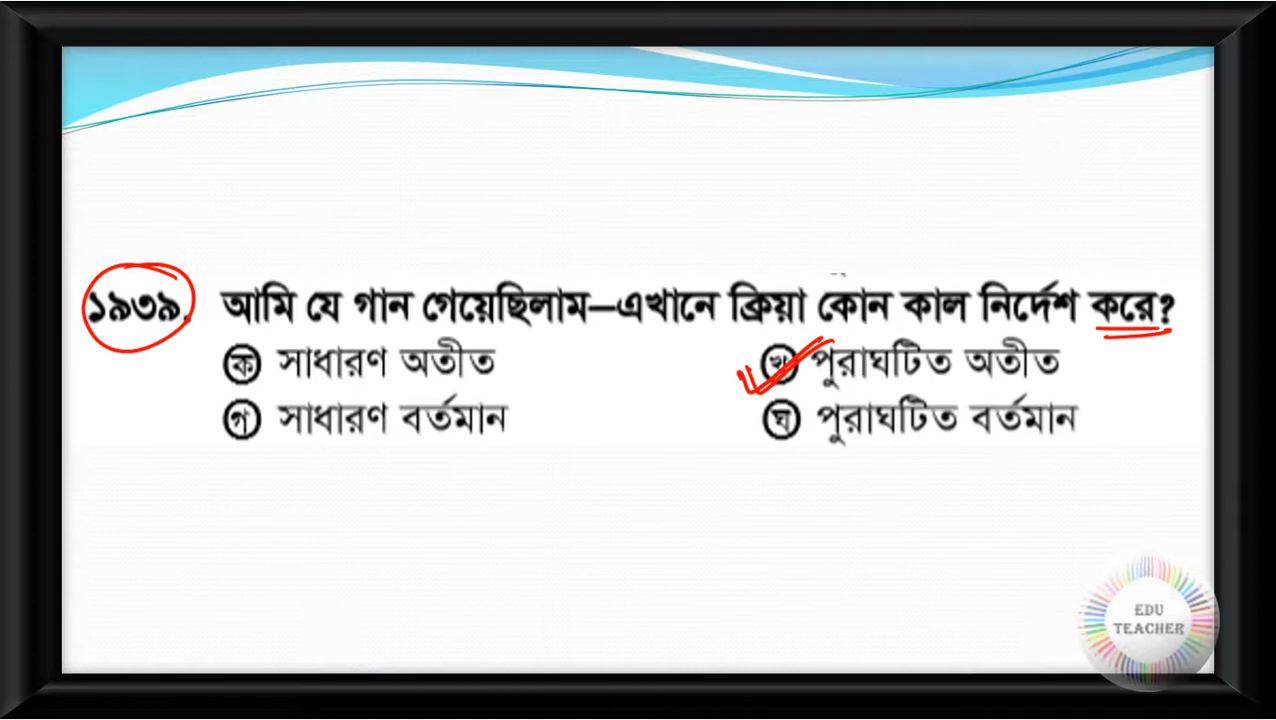 ১৯৩৯. আমি যে গান গেয়েছিলাম—এখানে ক্রিয়া কোন কাল নির্দেশ করে?
ক সাধারণ অতীত খ পুরাঘটিত অতীত
গ সাধারণ বর্তমান ঘ পুরাঘটিত বর্তমান
EDU
TEACHER